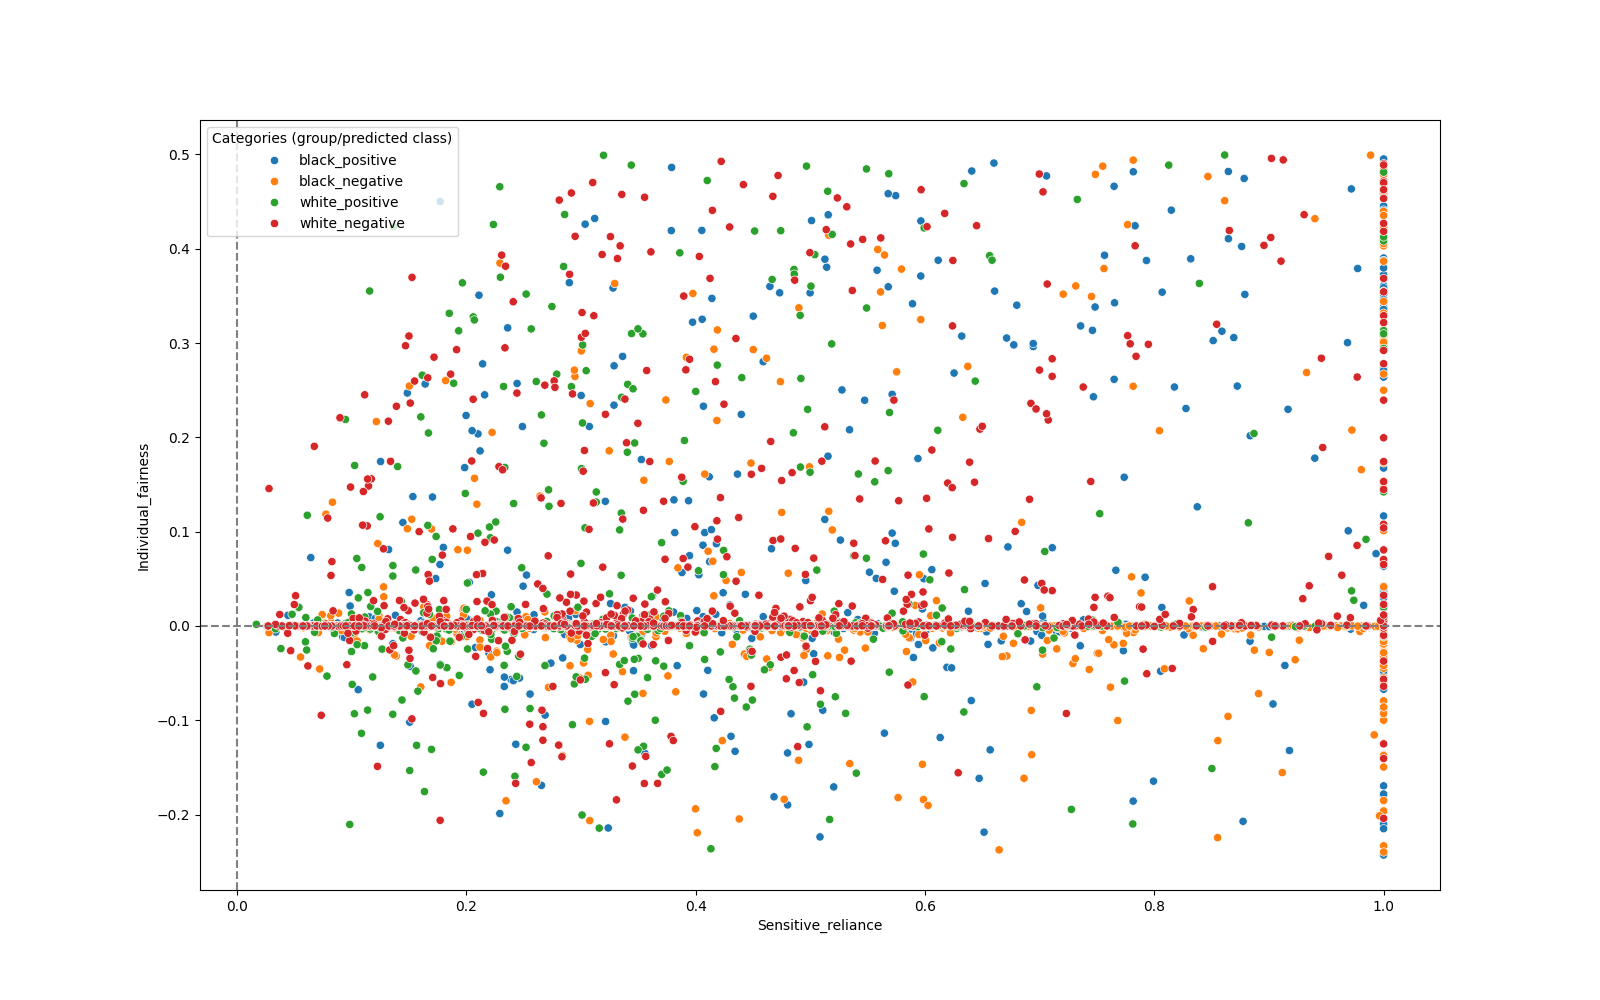 Categories (group/predicted class)
black_positive
black_negative
white_positive
white_negative
0.5
0.4
0.3
0.2
0.1
0.0
−0.1
−0.2
Individual_fairness
0.0 0.2 0.4 0.6 0.8 1.0
Sensitive_reliance